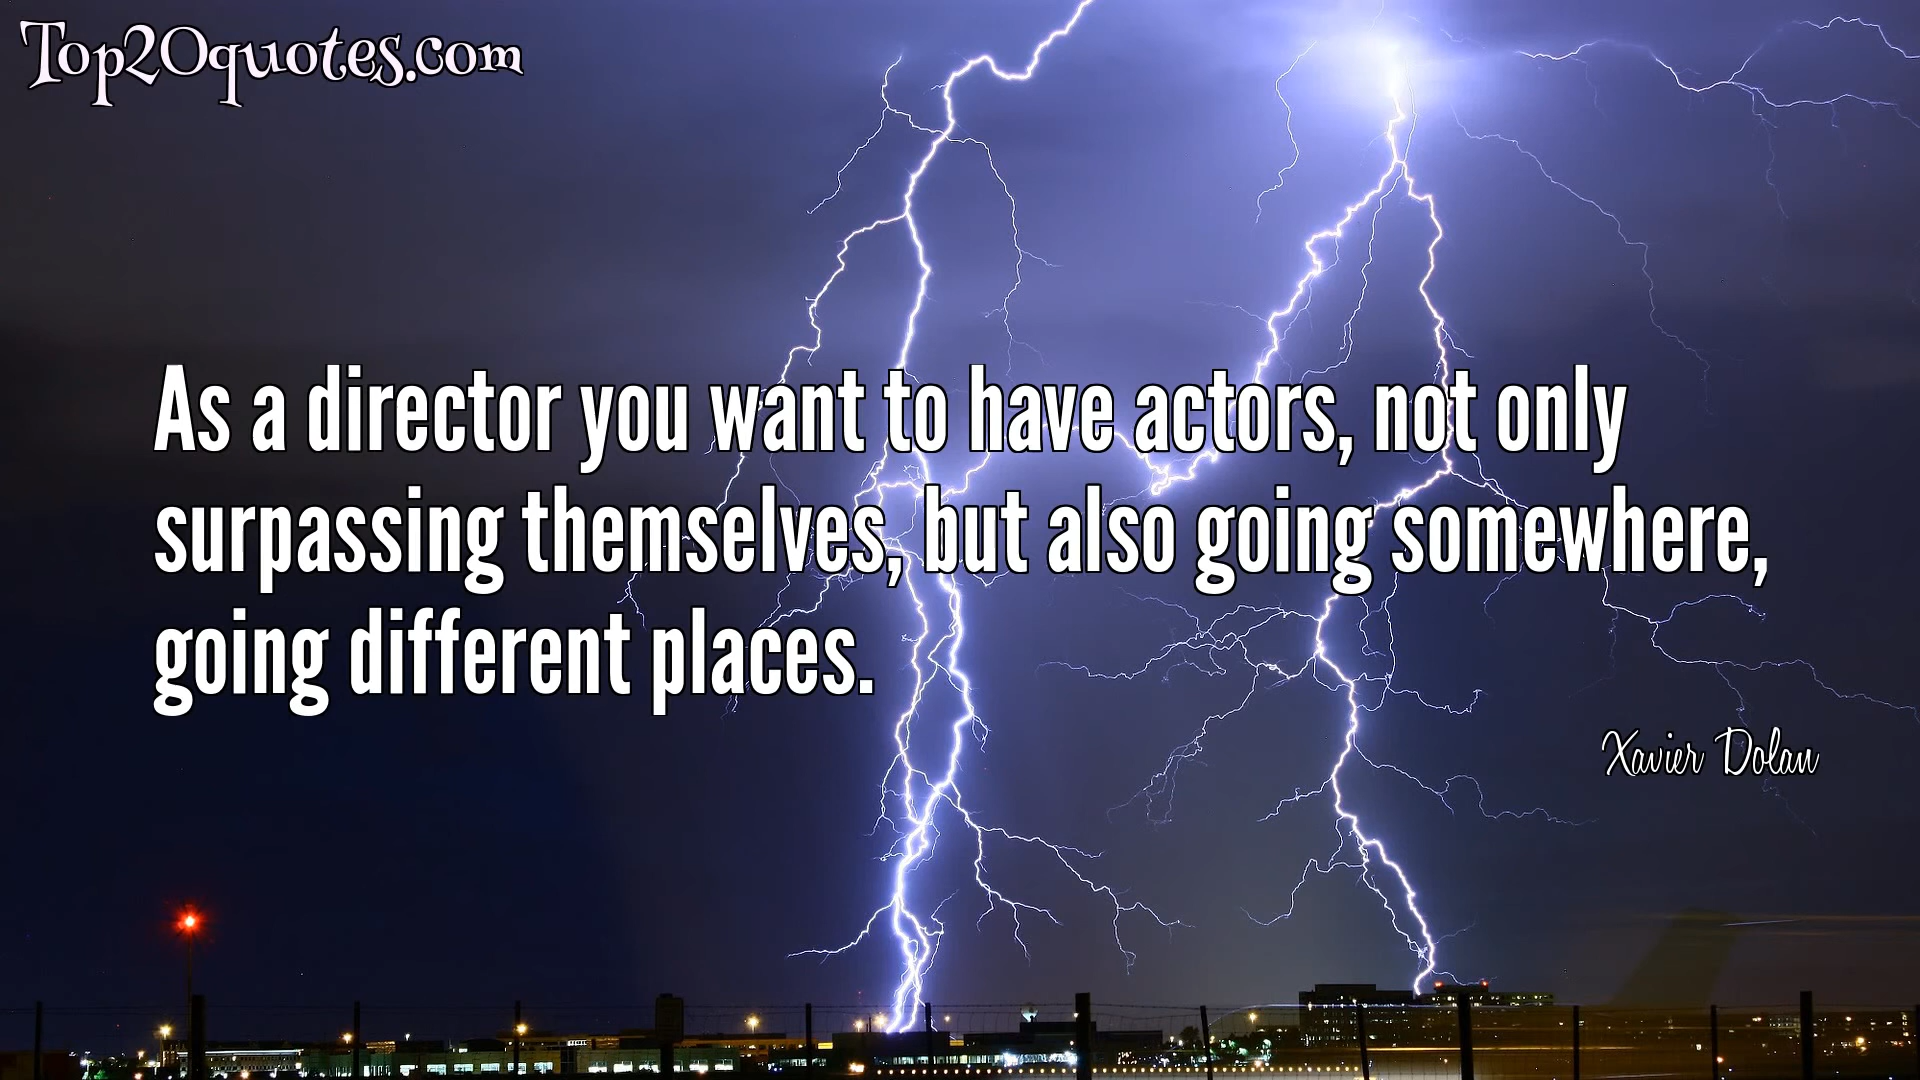 Top20quotes.com
As a director you want to have actors, not only
surpassing themselves, but also going somewhere,
going different places.
Xavier Dolan